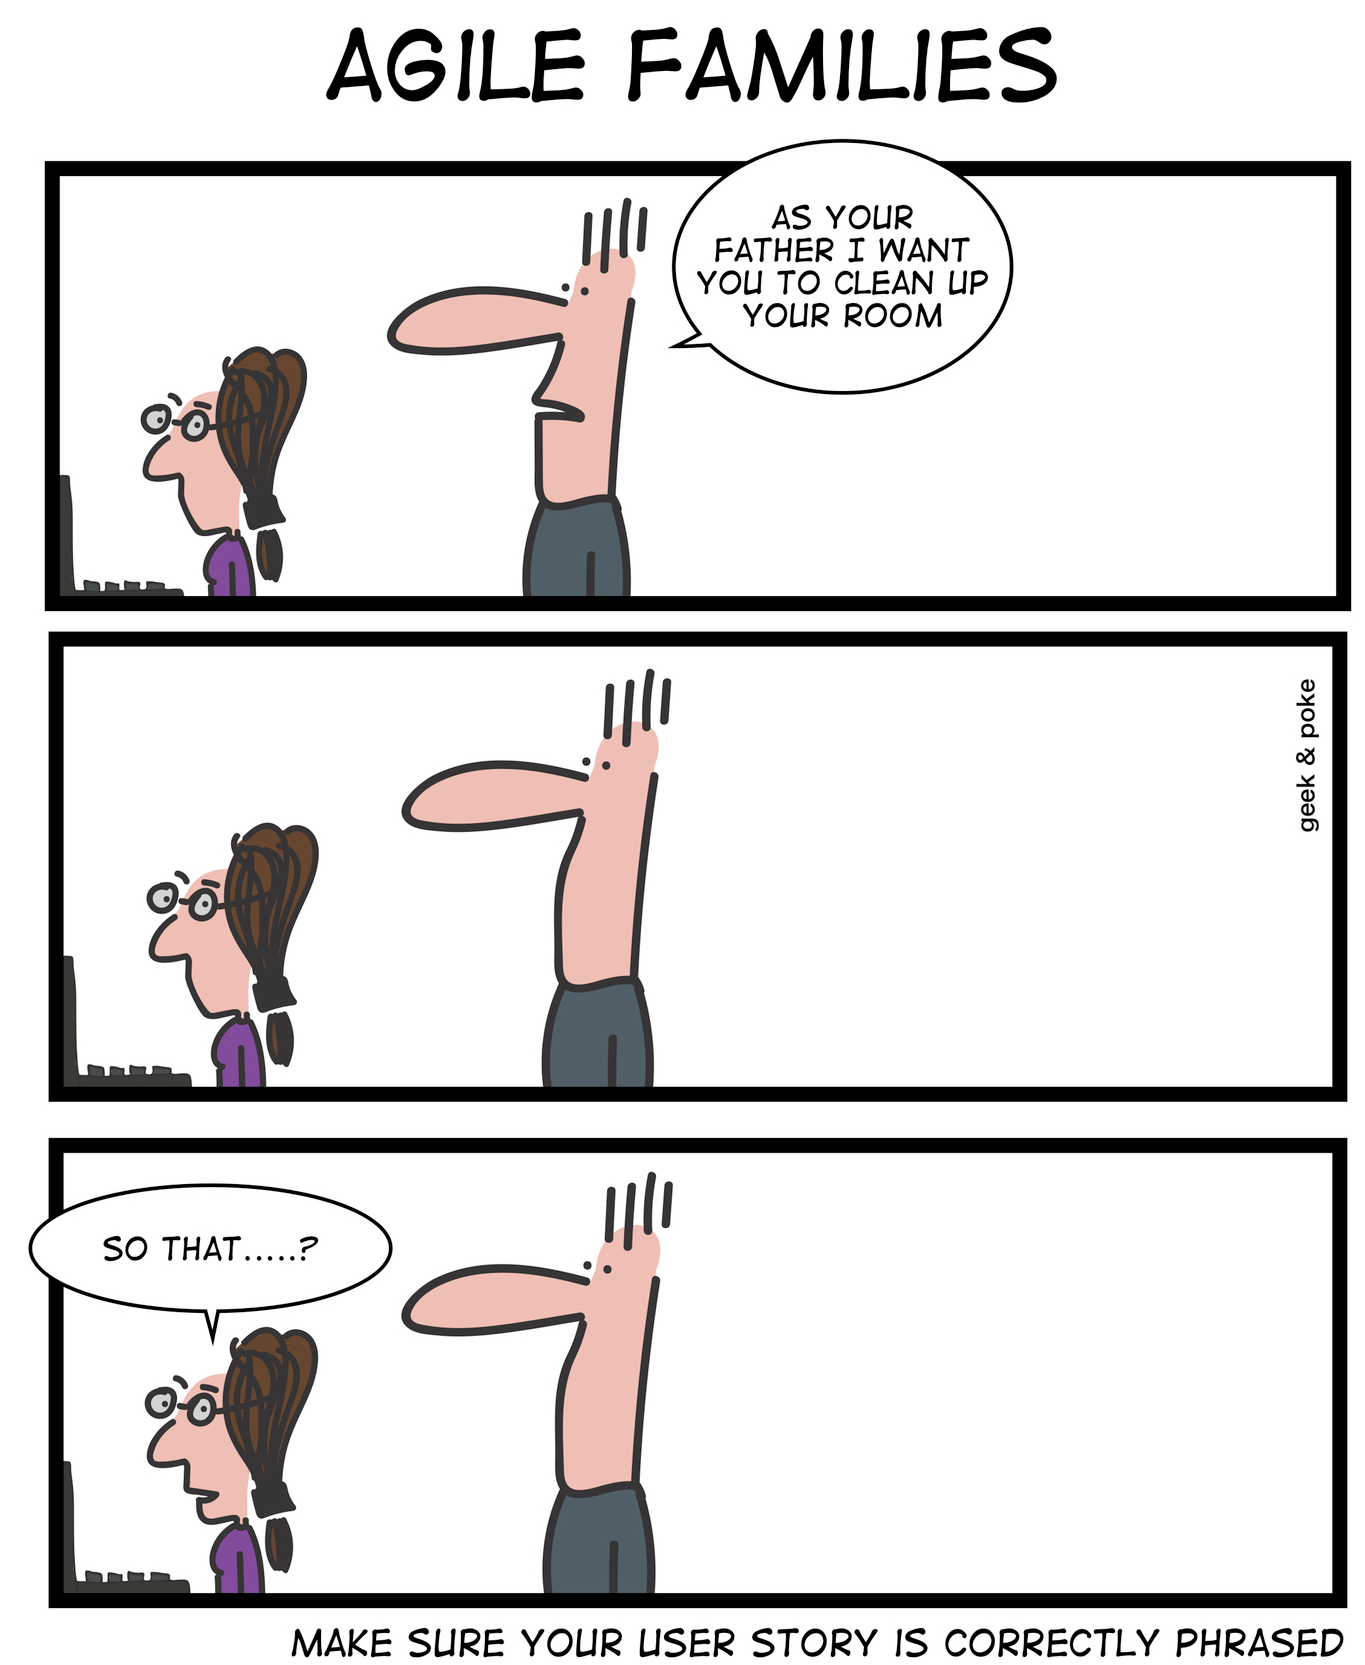 AGILE FAMILIES
AS YOUR
FATHER I WANT
YOU TO CLEAN UP
YOUR ROOM
geek & poke
SO THAT.....?
MAKE SURE YOUR USER STORY IS CORRECTLY PHRASED